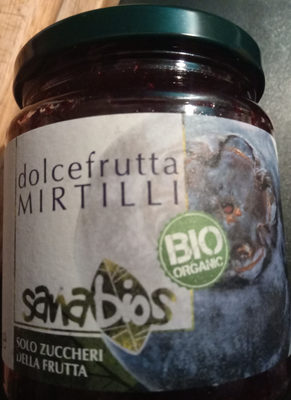 dolcefrutta
MIRTILLI
BIO
ORGANIC
sanabios
SOLO ZUCCHERI
DELLA FRUTTA